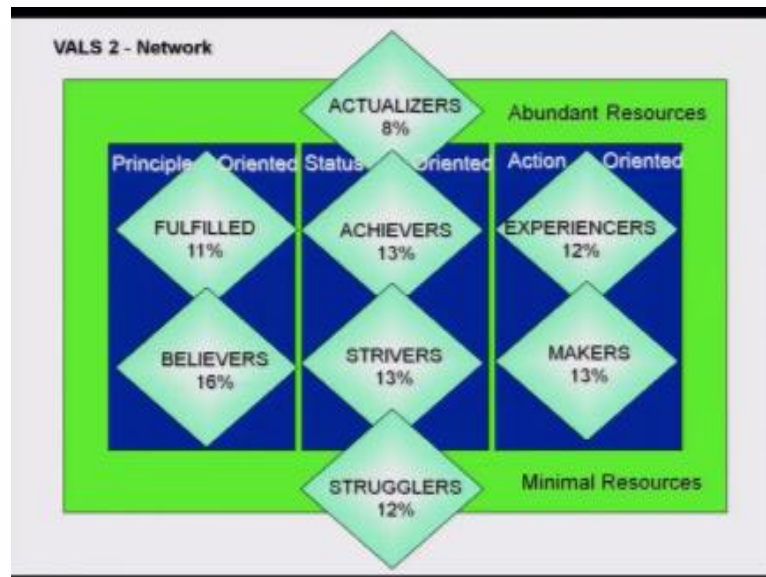 VALS 2 - Network
ACTUALIZERS
8%
Abundant Resources
Principle Oriented
Status Oriented
Action Oriented
FULFILLED
11%
ACHIEVERS
13%
EXPERIENCERS
12%
BELIEVERS
16%
STRIVERS
13%
MAKERS
13%
STRUGGLERS
12%
Minimal Resources